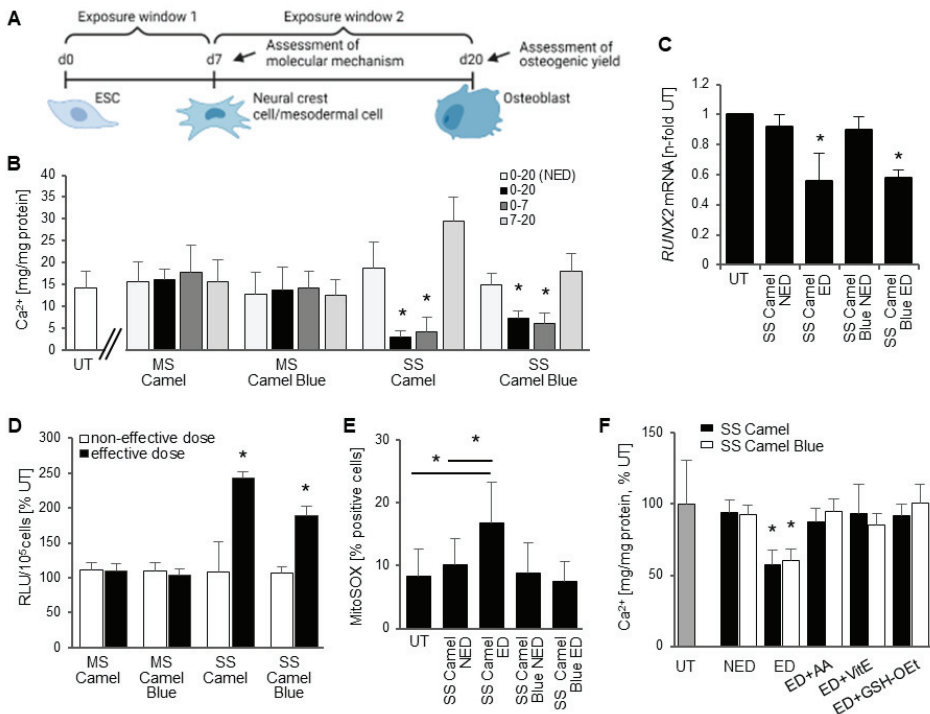 A
Exposure window 1
Exposure window 2
d0
d7
Assessment of
molecular mechanism
d20
Assessment of
osteogenic yield
ESC
Neural crest
cell/mesodermal cell
Osteoblast
B
Ca²⁺ [mg/mg protein]
40
35
30
25
20
15
10
5
0
0-20 (NED)
0-20
0-7
7-20
* * * *
UT
MS
Camel
MS
Camel Blue
SS
Camel
SS
Camel Blue
C
RUNX2 mRNA [n-fold UT]
1.2
1
0.8
0.6
0.4
0.2
0
* *
UT
SS Camel
NED
SS Camel
ED
SS Camel
Blue NED
SS Camel
Blue ED
D
RLU/10⁵cells [% UT]
300
250
200
150
100
50
0
non-effective dose
effective dose
* *
MS
Camel
MS
Camel
Blue
SS
Camel
SS
Camel
Blue
E
MitoSOX [% positive cells]
30
20
10
0
* *
UT
SS Camel
NED
SS Camel
ED
SS Camel
Blue NED
SS Camel
Blue ED
F
Ca²⁺ [mg/mg protein, % UT]
150
100
50
0
SS Camel
SS Camel Blue
* *
UT
NED
ED
ED+AA
ED+VitE
ED+GSH-OEt